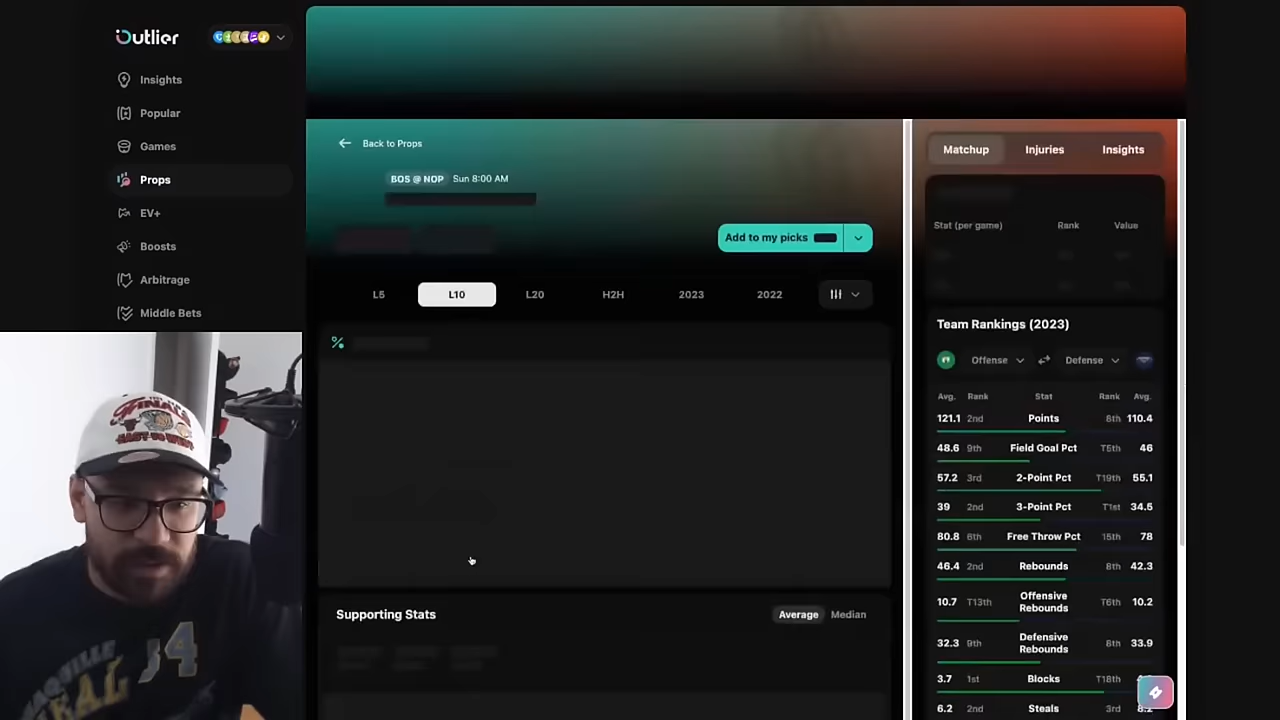 Outlier
Insights
Popular
Games
Props
EV+
Boosts
Arbitrage
Middle Bets
Back to Props
BOS @ NOP Sun 8:00 AM
Add to my picks
L5 L10 L20 H2H 2023 2022
Supporting Stats
Average Median
Matchup Injuries Insights
Stat (per game) Rank Value
Team Rankings (2023)
Offense Defense
Avg. Rank Stat Rank Avg.
121.1 2nd Points 8th 110.4
48.6 9th Field Goal Pct T5th 46
57.2 3rd 2-Point Pct T19th 55.1
39 2nd 3-Point Pct T1st 34.5
80.8 6th Free Throw Pct 15th 78
46.4 2nd Rebounds 8th 42.3
10.7 T13th Offensive Rebounds T6th 10.2
32.3 9th Defensive Rebounds 8th 33.9
3.7 1st Blocks T18th
6.2 2nd Steals 3rd 8.2
FINALS
34